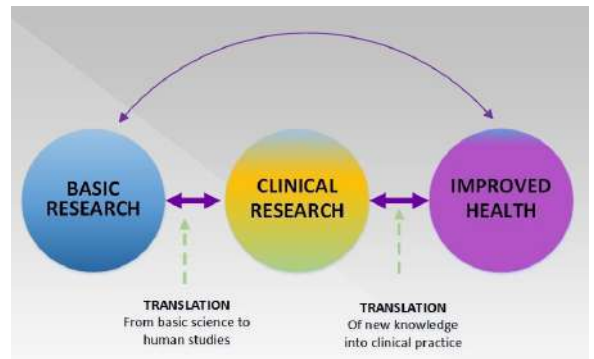 BASIC
RESEARCH
CLINICAL
RESEARCH
IMPROVED
HEALTH
TRANSLATION
From basic science to
human studies
TRANSLATION
Of new knowledge
into clinical practice